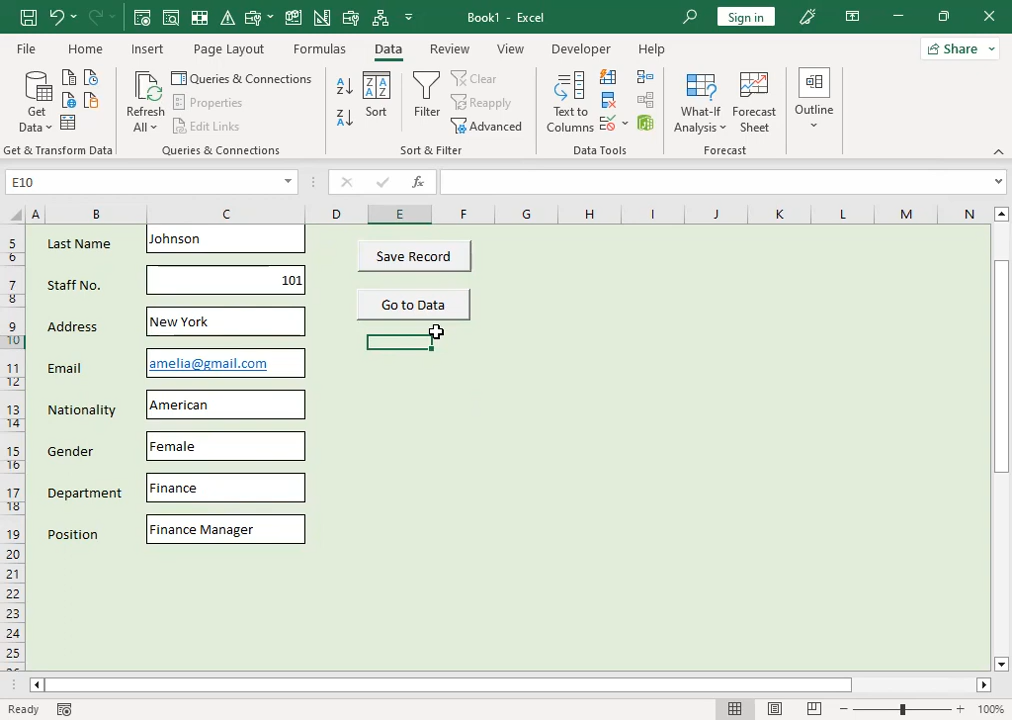 Book1 - Excel
Sign in
File Home Insert Page Layout Formulas Data Review View Developer Help Share
Get Data
Refresh All
Queries & Connections
Properties
Edit Links
Sort
Filter
Clear
Reapply
Advanced
Text to Columns
What-If Analysis
Forecast Sheet
Outline
Get & Transform Data Queries & Connections Sort & Filter Data Tools Forecast
E10 fx
A B C D E F G H I J K L M N
5 Last Name Johnson Save Record
6
7 Staff No. 101
8 Go to Data
9 Address New York
10
11 Email amelia@gmail.com
12
13 Nationality American
14
15 Gender Female
16
17 Department Finance
18
19 Position Finance Manager
20
21
22
23
24
25
Ready 100%